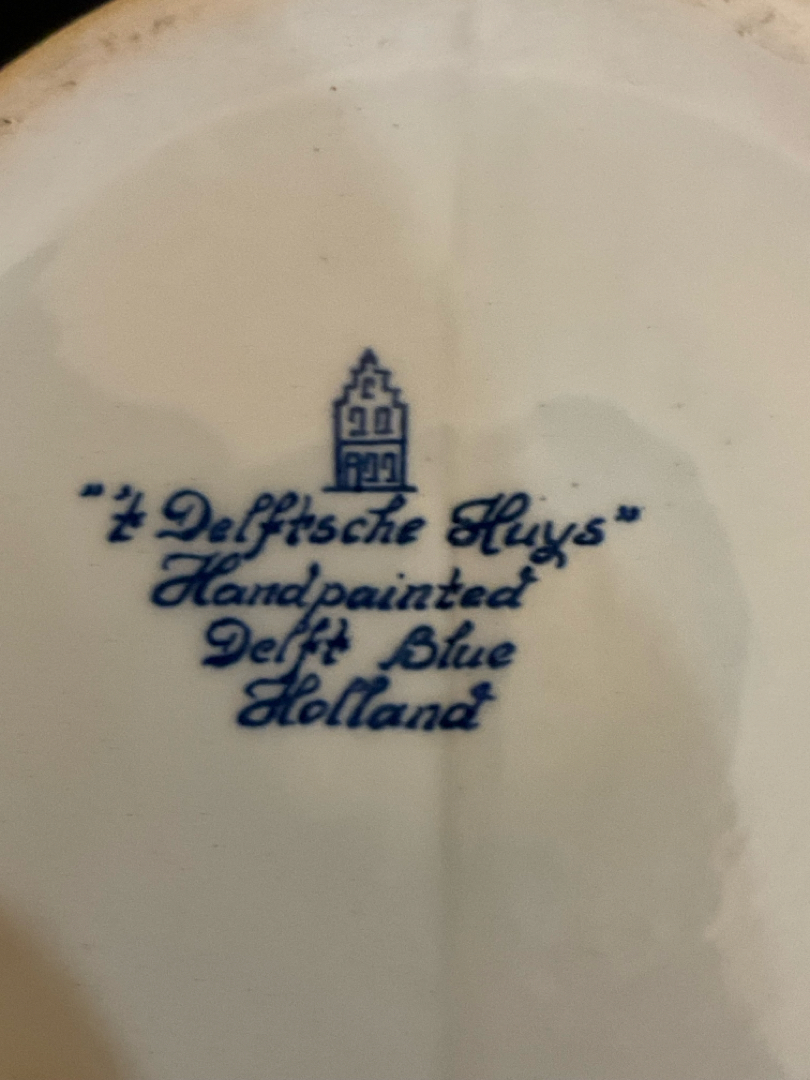 "'t Delftsche Huys"
Handpainted
Delft Blue
Holland